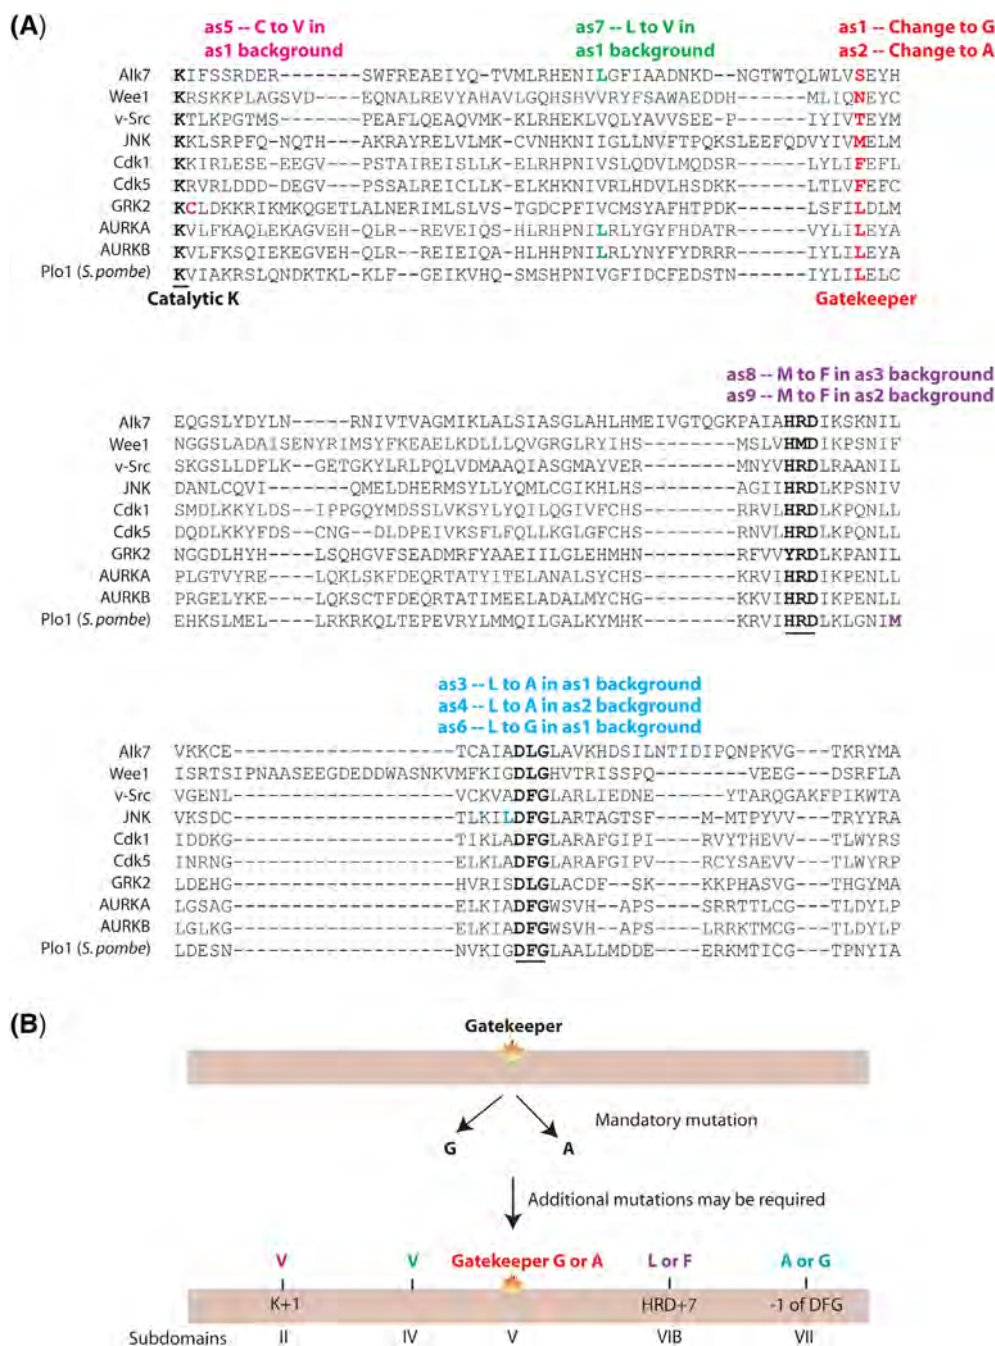 (A)
as5 -- C to V in
as1 background
as7 -- L to V in
as1 background
as1 -- Change to G
as2 -- Change to A
Alk7 KIFSSRDER-------SWFREAEIYQ-TVMLRHENILGFIAADNKD--NGTWTQLWLVSEYH
Wee1 KRSKKPLAGSVD----EQNALREVYAHAVLGQHSHVVRYFSAWAEDDH------MLIQNEYC
v-Src KTLKPGTMS------PEAFLQEAQVMK-KLRHEKLVQLYAVVSEE--P------IYIVTEYM
JNK KKLSRPFQ-NQTH--AKRAYRELVLMK-CVNHKNIIGLLNVFTPQKSLEEFQDVYIVMELM
Cdk1 KKIRLESE-EEGV--PSTAIREISLLK-ELRHPNIVSLQDVLMQDSR-------LYLIFEFL
Cdk5 KRVRLDDD-DEGV--PSSALREICLLK-ELKHKNIVRLHDVLHSDKK-------LTLVFEFC
GRK2 KCLDKKRIKMKQGETLALNERIMLSLVS-TGDCPFIVCMSYAFHTPDK------LSFILDLM
AURKA KVLFKAQLEKAGVEH-QLR--REVEIQS-HLRHPNILRLYGYFHDATR------VYLILEYA
AURKB KVLFKSQIEKEGVEH-QLR--REIEIQA-HLHHPNILRLYNYFYDRRR------IYLILEYA
Plo1 (S.pombe) KVIAKRSLQNDKTKL-KLF--GEIKVHQ-SMSHPNIVGFIDCFEDSTN------IYLILELC
Catalytic K
Gatekeeper
as8 -- M to F in as3 background
as9 -- M to F in as2 background
Alk7 EQGSLYDYLN-----RNIVTVAGMIKLALSIASGLAHLHMEIVGTQGKPAIAHRDIKSKNIL
Wee1 NGGSLADAISENYRIMSYFKEAELKDLLLQVGRGLRYIHS--------MSLVHMDIKPSNIF
v-Src SKGSLLDFLK--GETGKYLRLPQLVDMAAQIASGMAYVER--------MNYVHRDLRAANIL
JNK DANLCQVI-----QMELDHERMSYLLYQMLCGIKHLHS--------AGIIHRDLKPSNIV
Cdk1 SMDLKKYLDS--IPPGQYMDSSLVKSYLYQILQGIVFCHS--------RRVLHRDLKPQNLL
Cdk5 DQDLKKYFDS--CNG--DLDPEIVKSFLFQLLKGLGFCHS--------RNVLHRDLKPQNLL
GRK2 NGGDLHYH----LSQHGVFSEADMRFYAAEIILGLEHMHN--------RFVVYRDLKPANIL
AURKA PLGTVYRE----LQKLSKFDEQRTATYITELANALSYCHS--------KRVIHRDIKPENLL
AURKB PRGELYKE----LQKSCTFDEQRTATIMEELADALMYCHG--------KKVIHRDIKPENLL
Plo1 (S.pombe) EHKSLMEL----LRKRKQLTEPEVRYLMMQILGALKYMHK--------KRVIHRDLKLGNIM
as3 -- L to A in as1 background
as4 -- L to A in as2 background
as6 -- L to G in as1 background
Alk7 VKKCE-------------------TCAIADLGLAVKHDSILNTIDIPQNPKVG---TKRYMA
Wee1 ISRTSIPNAASEEGDEDDWASNKVMFKIGDLGHVTRISSPQ--------VEEG---DSRFLA
v-Src VGENL-------------------VCKVADFGLARLIEDNE------YTARQGAKFPIKWTA
JNK VKSDC-------------------TLKILDFGLARTAGTSF----M-MTPYVV---TRYYRA
Cdk1 IDDKG-------------------TIKLADFGLARAFGIPI----RVYTHEVV---TLWYRS
Cdk5 INRNG-------------------ELKLADFGLARAFGIPV----RCYSAEVV---TLWYRP
GRK2 LDEHG-------------------HVRISDLGLACDF--SK----KKPHASVG---THGYMA
AURKA LGSAG-------------------ELKIADFGWSVH--APS----SRRTTLCG---TLDYLP
AURKB LGLKG-------------------ELKIADFGWSVH--APS----LRRKTMCG---TLDYLP
Plo1 (S.pombe) LDESN-------------------NVKIGDFGLAALLMDDE----ERKMTICG---TPNYIA
(B)
Gatekeeper
Mandatory mutation
G A
Additional mutations may be required
V V Gatekeeper G or A L or F A or G
K+1 HRD+7 -1 of DFG
Subdomains II IV V VIB VII